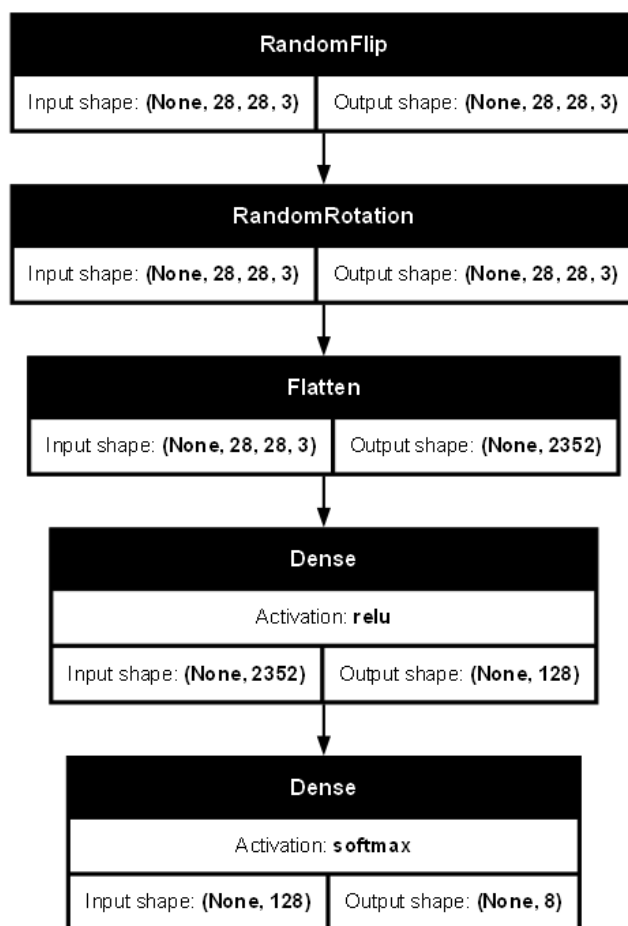 RandomFlip
Input shape: (None, 28, 28, 3) Output shape: (None, 28, 28, 3)
RandomRotation
Input shape: (None, 28, 28, 3) Output shape: (None, 28, 28, 3)
Flatten
Input shape: (None, 28, 28, 3) Output shape: (None, 2352)
Dense
Activation: relu
Input shape: (None, 2352) Output shape: (None, 128)
Dense
Activation: softmax
Input shape: (None, 128) Output shape: (None, 8)